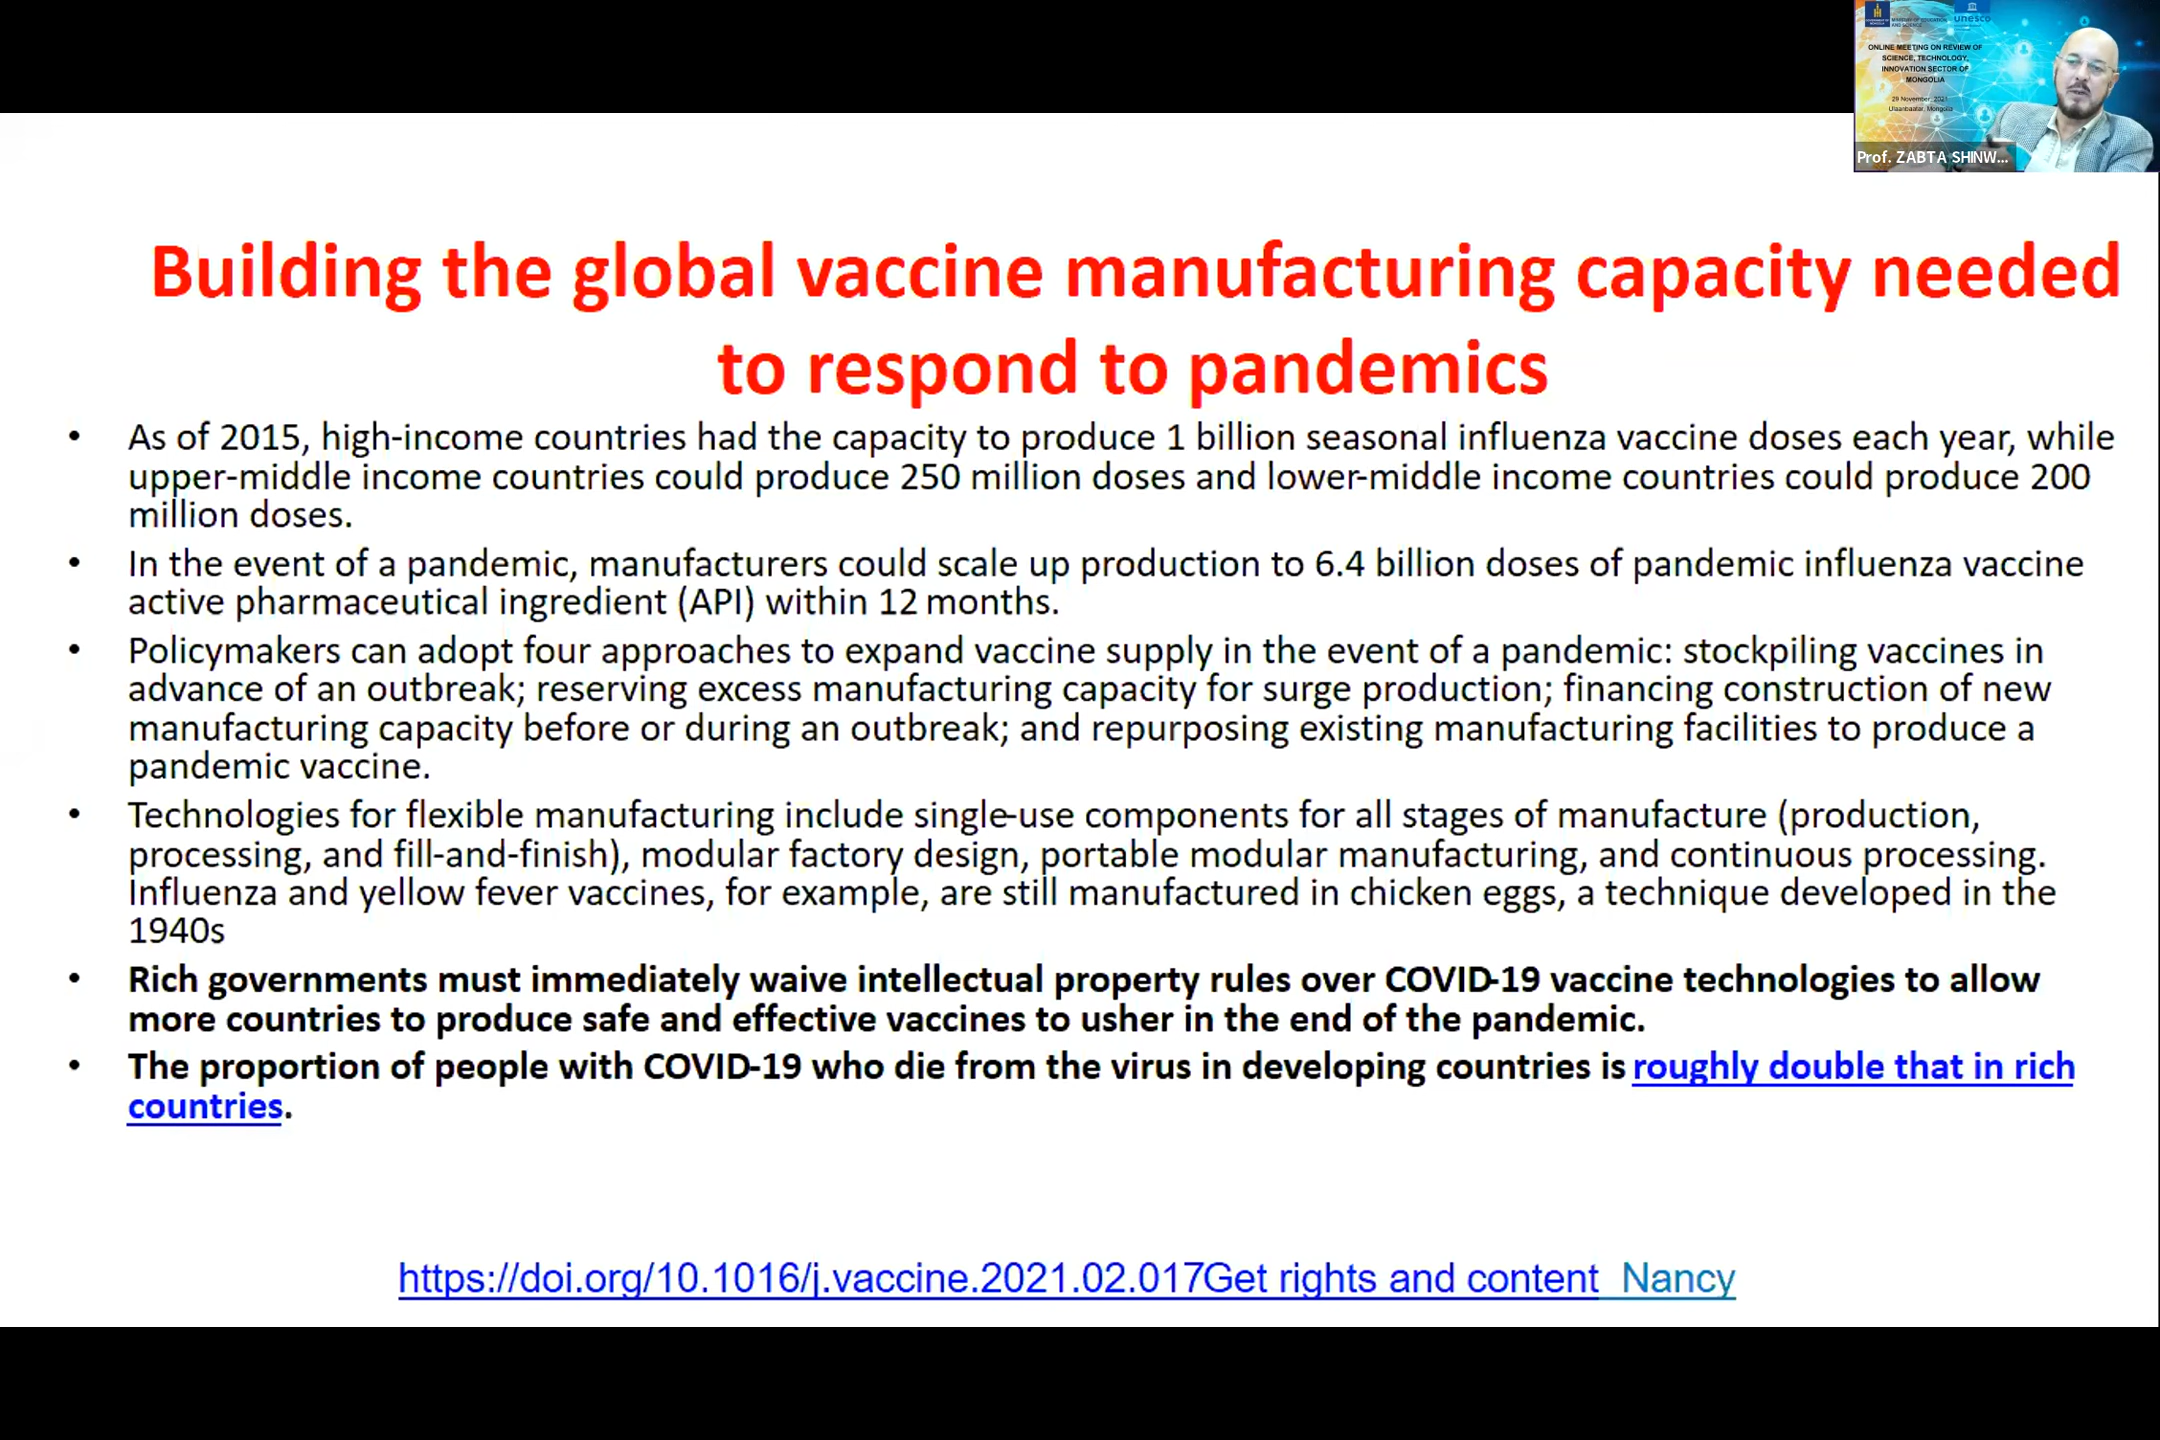 unesco
ONLINE MEETING ON REVIEW OF
SCIENCE, TECHNOLOGY,
INNOVATION SECTOR OF
MONGOLIA
29 November, 2021
Ulaanbaatar, Mongolia
Prof. ZABTA SHINW...
Building the global vaccine manufacturing capacity needed
to respond to pandemics
• As of 2015, high-income countries had the capacity to produce 1 billion seasonal influenza vaccine doses each year, while
upper-middle income countries could produce 250 million doses and lower-middle income countries could produce 200
million doses.
• In the event of a pandemic, manufacturers could scale up production to 6.4 billion doses of pandemic influenza vaccine
active pharmaceutical ingredient (API) within 12 months.
• Policymakers can adopt four approaches to expand vaccine supply in the event of a pandemic: stockpiling vaccines in
advance of an outbreak; reserving excess manufacturing capacity for surge production; financing construction of new
manufacturing capacity before or during an outbreak; and repurposing existing manufacturing facilities to produce a
pandemic vaccine.
• Technologies for flexible manufacturing include single-use components for all stages of manufacture (production,
processing, and fill-and-finish), modular factory design, portable modular manufacturing, and continuous processing.
Influenza and yellow fever vaccines, for example, are still manufactured in chicken eggs, a technique developed in the
1940s
• Rich governments must immediately waive intellectual property rules over COVID-19 vaccine technologies to allow
more countries to produce safe and effective vaccines to usher in the end of the pandemic.
• The proportion of people with COVID-19 who die from the virus in developing countries is roughly double that in rich
countries.
https://doi.org/10.1016/j.vaccine.2021.02.017Get rights and content Nancy